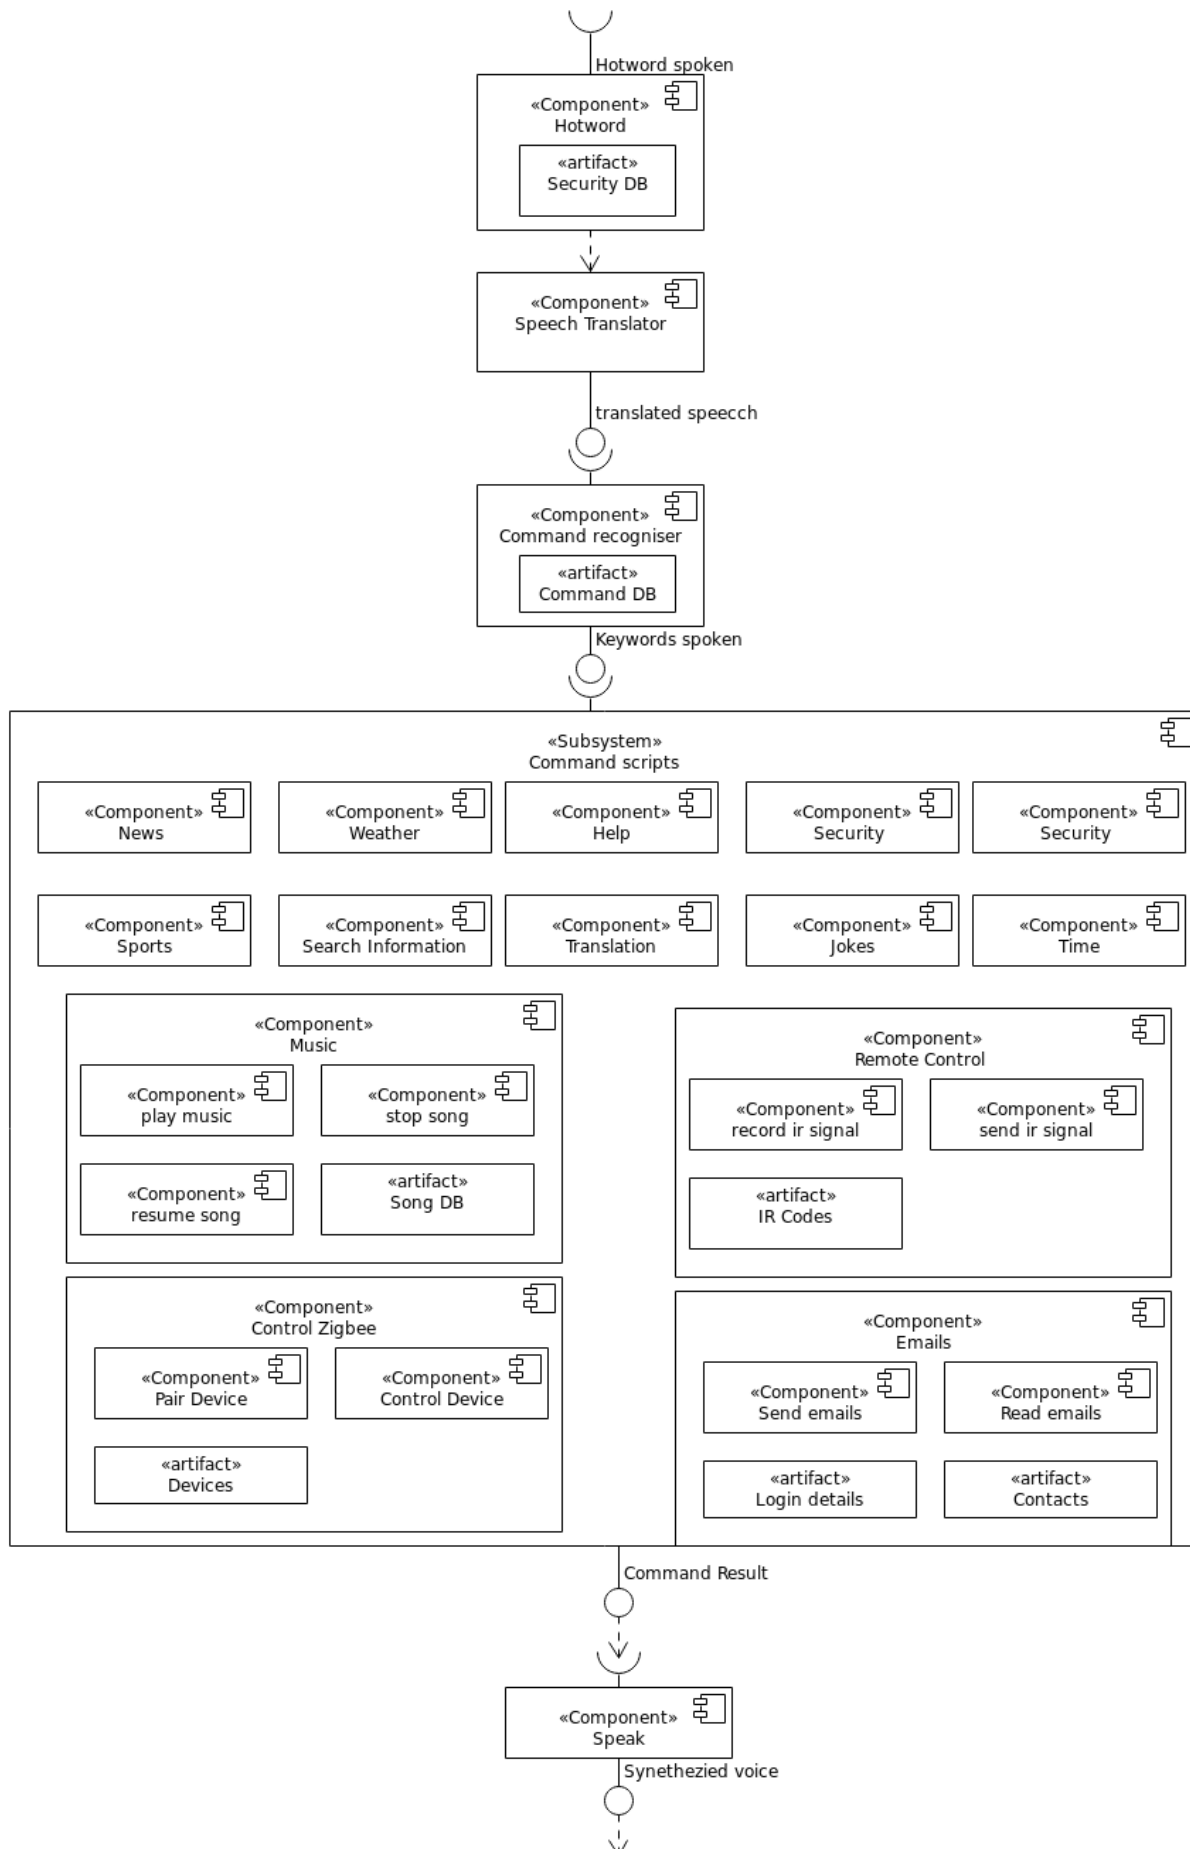 Hotword spoken
«Component»
Hotword
«artifact»
Security DB
«Component»
Speech Translator
translated speecch
«Component»
Command recogniser
«artifact»
Command DB
Keywords spoken
«Subsystem»
Command scripts
«Component»
News
«Component»
Weather
«Component»
Help
«Component»
Security
«Component»
Security
«Component»
Sports
«Component»
Search Information
«Component»
Translation
«Component»
Jokes
«Component»
Time
«Component»
Music
«Component»
play music
«Component»
stop song
«Component»
resume song
«artifact»
Song DB
«Component»
Remote Control
«Component»
record ir signal
«Component»
send ir signal
«artifact»
IR Codes
«Component»
Control Zigbee
«Component»
Pair Device
«Component»
Control Device
«artifact»
Devices
«Component»
Emails
«Component»
Send emails
«Component»
Read emails
«artifact»
Login details
«artifact»
Contacts
Command Result
«Component»
Speak
Synethezied voice